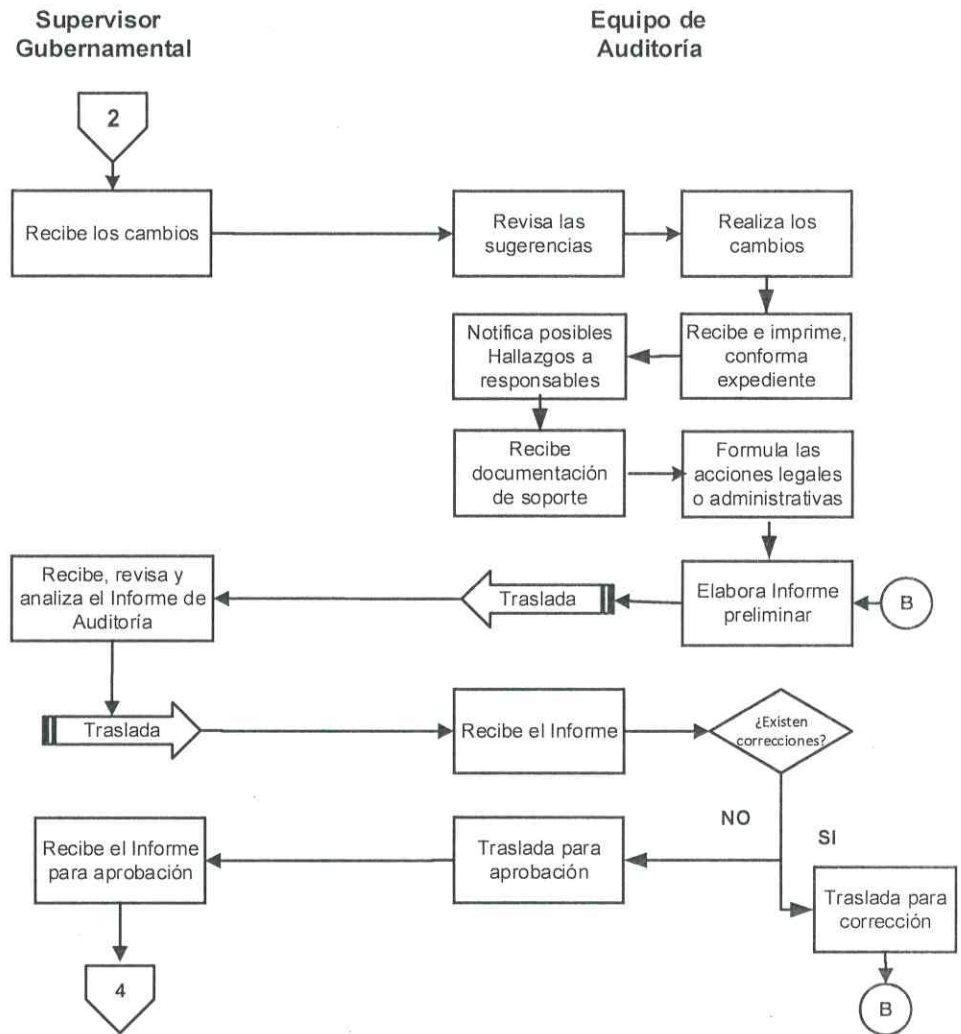 Supervisor
Gubernamental
Equipo de
Auditoría
2
Recibe los cambios
Revisa las
sugerencias
Realiza los
cambios
Notifica posibles
Hallazgos a
responsables
Recibe e imprime,
conforma
expediente
Recibe
documentación
de soporte
Formula las
acciones legales
o administrativas
Recibe, revisa y
analiza el Informe de
Auditoría
Traslada
Elabora Informe
preliminar
B
Traslada
Recibe el Informe
¿Existen
correcciones?
NO
SI
Recibe el Informe
para aprobación
Traslada para
aprobación
Traslada para
corrección
4
B